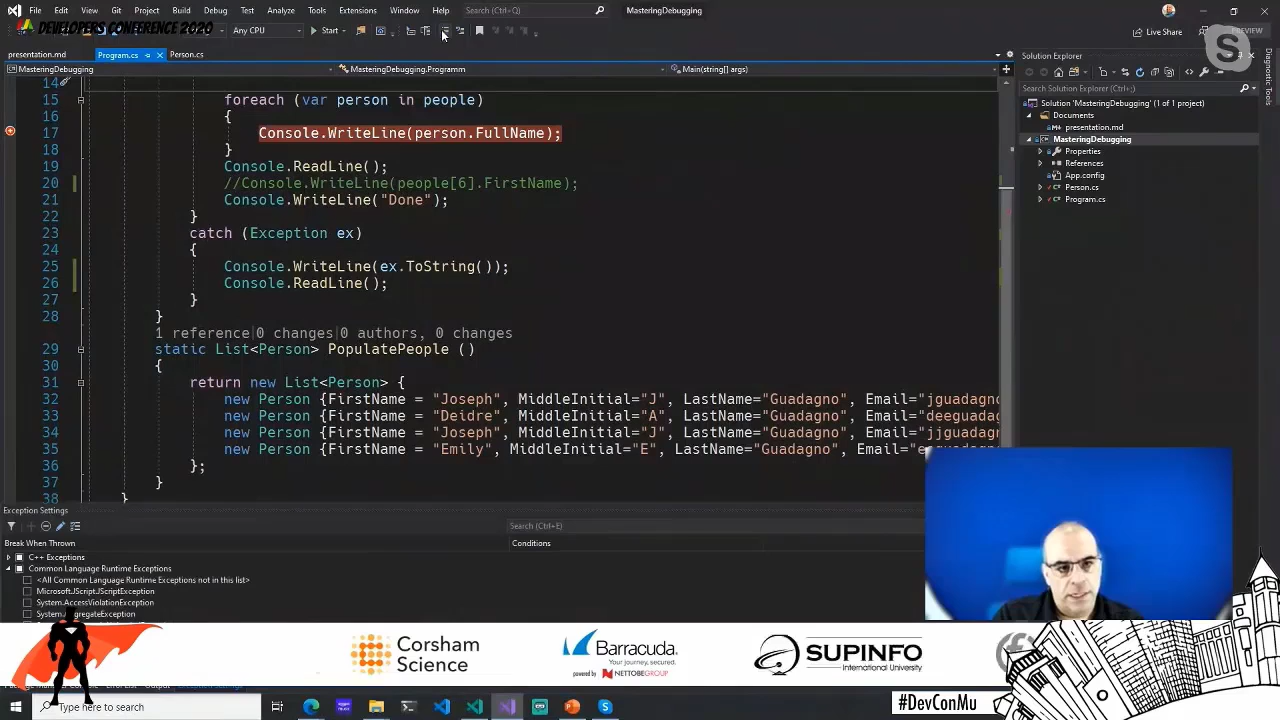 File Edit View Git Project Build Debug Test Analyze Tools Extensions Window Help Search (Ctrl+Q) MasteringDebugging
DEVELOPERS CONFERENCE 2020
Any CPU Start Live Share PREVIEW
presentation.md Program.cs Person.cs
MasteringDebugging MasteringDebugging.Programm Main(string[] args)
14
15 foreach (var person in people)
16 {
17 Console.WriteLine(person.FullName);
18 }
19 Console.ReadLine();
20 //Console.WriteLine(people[6].FirstName);
21 Console.WriteLine("Done");
22 }
23 catch (Exception ex)
24 {
25 Console.WriteLine(ex.ToString());
26 Console.ReadLine();
27 }
28 }
1 reference|0 changes|0 authors, 0 changes
29 static List<Person> PopulatePeople ()
30 {
31 return new List<Person> {
32 new Person {FirstName = "Joseph", MiddleInitial="J", LastName="Guadagno", Email="jguadagno
33 new Person {FirstName = "Deidre", MiddleInitial="A", LastName="Guadagno", Email="deeguadag
34 new Person {FirstName = "Joseph", MiddleInitial="J", LastName="Guadagno", Email="jjguadagn
35 new Person {FirstName = "Emily", MiddleInitial="E", LastName="Guadagno", Email="e
36 };
37 }
38 }
Solution Explorer
Search Solution Explorer (Ctrl+;)
Solution 'MasteringDebugging' (1 of 1 project)
Documents
presentation.md
MasteringDebugging
Properties
References
App.config
Person.cs
Program.cs
Diagnostic Tools
Exception Settings
Search (Ctrl+E)
Break When Thrown Conditions
C++ Exceptions
Common Language Runtime Exceptions
<All Common Language Runtime Exceptions not in this list>
Microsoft.JScript.JScriptException
System.AccessViolationException
System.AggregateException
Corsham
Science
Barracuda
Your journey, secured.
powered by NETTOBEGROUP
SUPINFO
International University
Type here to search
#DevConMu